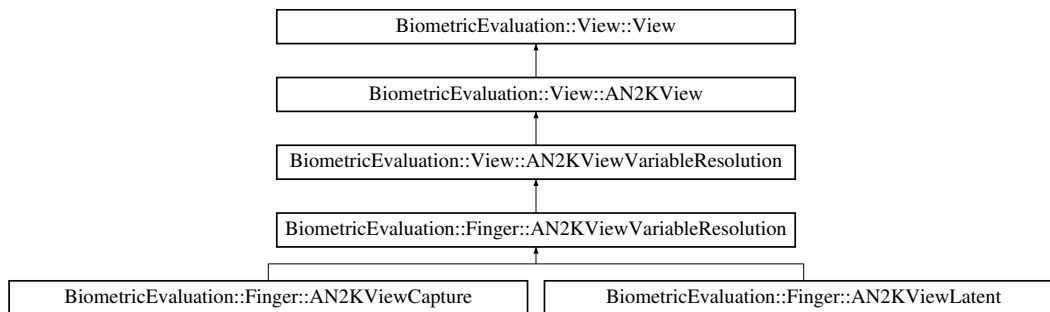 BiometricEvaluation::View::View
BiometricEvaluation::View::AN2KView
BiometricEvaluation::View::AN2KViewVariableResolution
BiometricEvaluation::Finger::AN2KViewVariableResolution
BiometricEvaluation::Finger::AN2KViewCapture
BiometricEvaluation::Finger::AN2KViewLatent